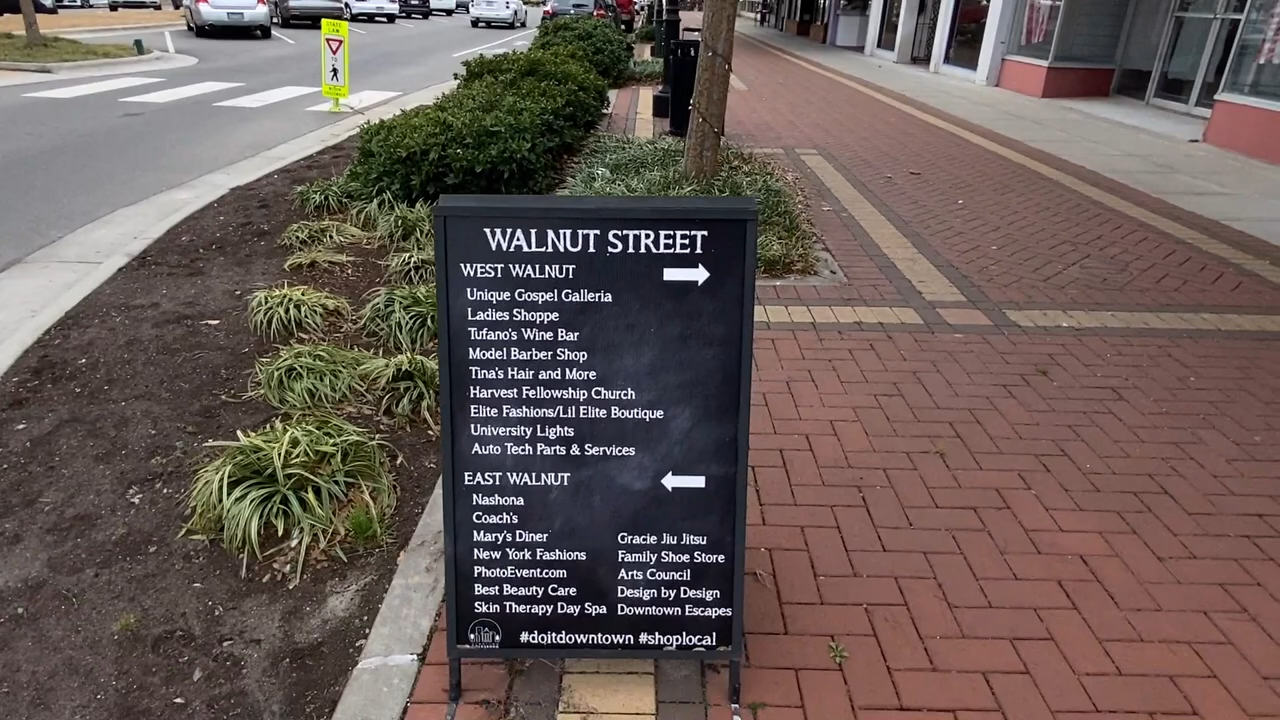 STATE
LAW
TO
WALNUT STREET
WEST WALNUT
Unique Gospel Galleria
Ladies Shoppe
Tufano's Wine Bar
Model Barber Shop
Tina's Hair and More
Harvest Fellowship Church
Elite Fashions/Lil Elite Boutique
University Lights
Auto Tech Parts & Services
EAST WALNUT
Nashona
Coach's
Mary's Diner
New York Fashions
PhotoEvent.com
Best Beauty Care
Skin Therapy Day Spa
Gracie Jiu Jitsu
Family Shoe Store
Arts Council
Design by Design
Downtown Escapes
#doitdowntown #shoplocal